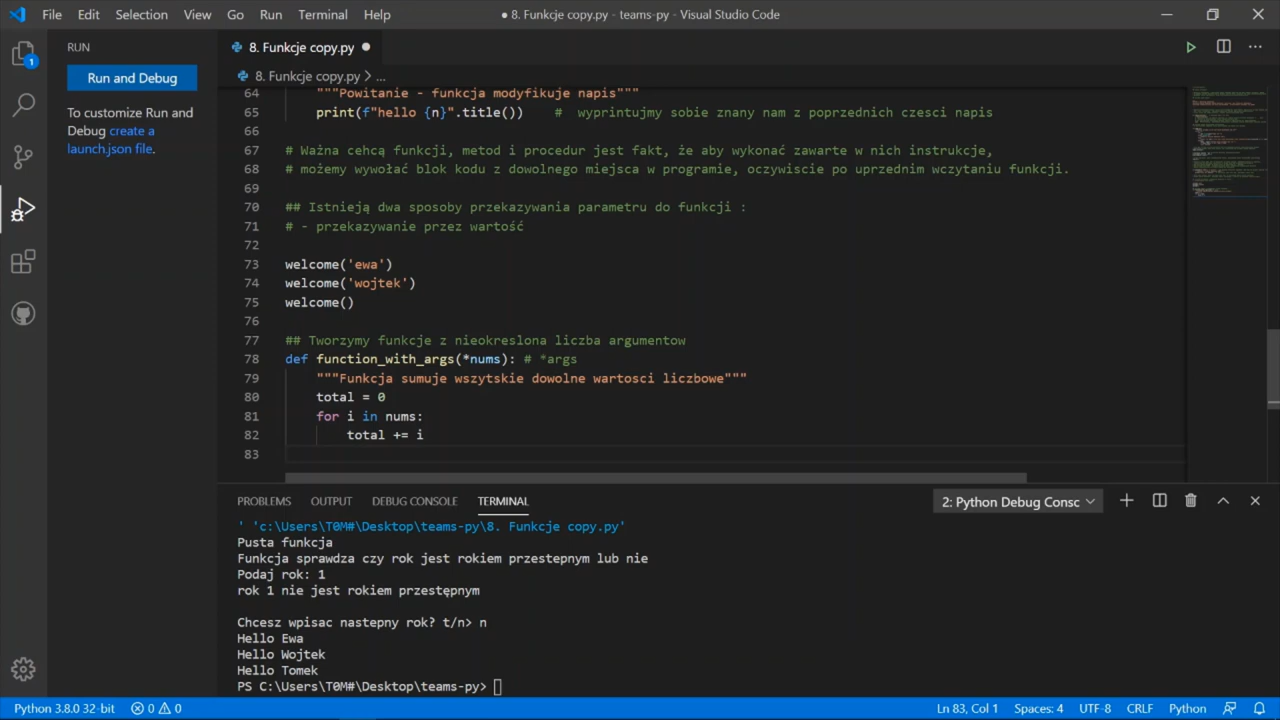 File Edit Selection View Go Run Terminal Help
● 8. Funkcje copy.py - teams-py - Visual Studio Code
RUN
8. Funkcje copy.py
Run and Debug
8. Funkcje copy.py > ...
To customize Run and
Debug create a
launch.json file.
1
64 """Powitanie - funkcja modyfikuje napis"""
65 print(f"hello {n}".title()) # wyprintujmy sobie znany nam z poprzednich czesci napis
66
67 # Ważna cehcą funkcji, metod i procedur jest fakt, że aby wykonać zawarte w nich instrukcje,
68 # możemy wywołać blok kodu z dowolnego miejsca w programie, oczywiście po uprzednim wszytaniu funkcji.
69
70 ## Istnieją dwa sposoby przekazywania parametru do funkcji :
71 # - przekazywanie przez wartość
72
73 welcome('ewa')
74 welcome('wojtek')
75 welcome()
76
77 ## Tworzymy funkcje z nieokreslona liczba argumentow
78 def function_with_args(*nums): # *args
79 """Funkcja sumuje wszytskie dowolne wartosci liczbowe"""
80 total = 0
81 for i in nums:
82 total += i
83
PROBLEMS OUTPUT DEBUG CONSOLE TERMINAL
2: Python Debug Consc
' 'c:\Users\T0M#\Desktop\teams-py\8. Funkcje copy.py'
Pusta funkcja
Funkcja sprawdza czy rok jest rokiem przestepnym lub nie
Podaj rok: 1
rok 1 nie jest rokiem przestępnym
Chcesz wpisac nastepny rok? t/n> n
Hello Ewa
Hello Wojtek
Hello Tomek
PS C:\Users\T0M#\Desktop\teams-py>
Python 3.8.0 32-bit 0 0 Ln 83, Col 1 Spaces: 4 UTF-8 CRLF Python